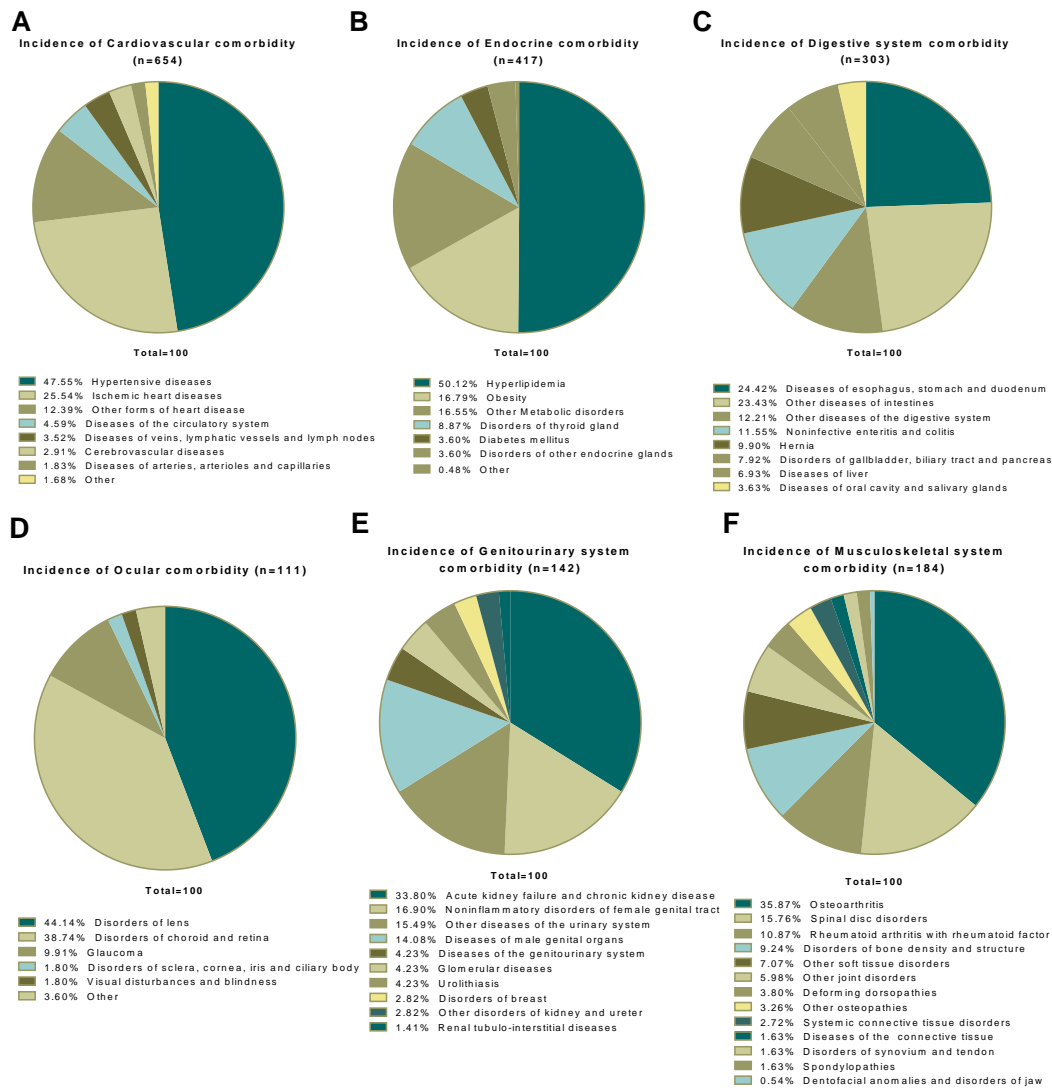 A
Incidence of Cardiovascular comorbidity
(n=654)
Total=100
47.55% Hypertensive diseases
25.54% Ischemic heart diseases
12.39% Other forms of heart disease
4.59% Diseases of the circulatory system
3.52% Diseases of veins, lymphatic vessels and lymph nodes
2.91% Cerebrovascular diseases
1.83% Diseases of arteries, arterioles and capillaries
1.68% Other
B
Incidence of Endocrine comorbidity
(n=417)
Total=100
50.12% Hyperlipidemia
16.79% Obesity
16.55% Other Metabolic disorders
8.87% Disorders of thyroid gland
3.60% Diabetes mellitus
3.60% Disorders of other endocrine glands
0.48% Other
C
Incidence of Digestive system comorbidity
(n=303)
Total=100
24.42% Diseases of esophagus, stomach and duodenum
23.43% Other diseases of intestines
12.21% Other diseases of the digestive system
11.55% Noninfective enteritis and colitis
9.90% Hernia
7.92% Disorders of gallbladder, biliary tract and pancreas
6.93% Diseases of liver
3.63% Diseases of oral cavity and salivary glands
D
Incidence of Ocular comorbidity (n=111)
Total=100
44.14% Disorders of lens
38.74% Disorders of choroid and retina
9.91% Glaucoma
1.80% Disorders of sclera, cornea, iris and ciliary body
1.80% Visual disturbances and blindness
3.60% Other
E
Incidence of Genitourinary system
comorbidity (n=142)
Total=100
33.80% Acute kidney failure and chronic kidney disease
16.90% Noninflammatory disorders of female genital tract
15.49% Other diseases of the urinary system
14.08% Diseases of male genital organs
4.23% Diseases of the genitourinary system
4.23% Glomerular diseases
4.23% Urolithiasis
2.82% Disorders of breast
2.82% Other disorders of kidney and ureter
1.41% Renal tubulo-interstitial diseases
F
Incidence of Musculoskeletal system
comorbidity (n=184)
Total=100
35.87% Osteoarthritis
15.76% Spinal disc disorders
10.87% Rheumatoid arthritis with rheumatoid factor
9.24% Disorders of bone density and structure
7.07% Other soft tissue disorders
5.98% Other joint disorders
3.80% Deforming dorsopathies
3.26% Other osteopathies
2.72% Systemic connective tissue disorders
1.63% Diseases of the connective tissue
1.63% Disorders of synovium and tendon
1.63% Spondylopathies
0.54% Dentofacial anomalies and disorders of jaw